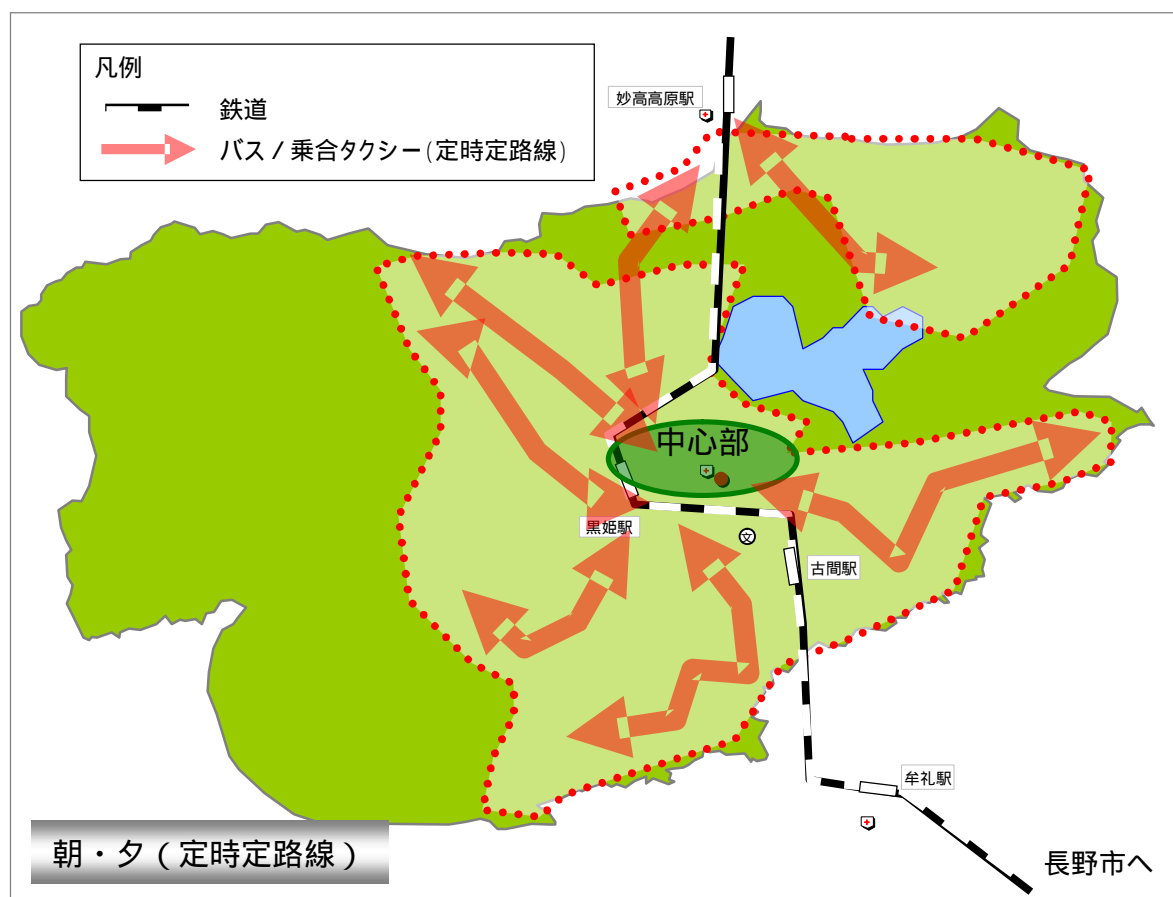 凡例
鉄道
バス / 乗合タクシー(定時定路線)
妙高高原駅
中心部
黒姫駅
文
古間駅
牟礼駅
長野市へ
朝・夕 ( 定時定路線 )